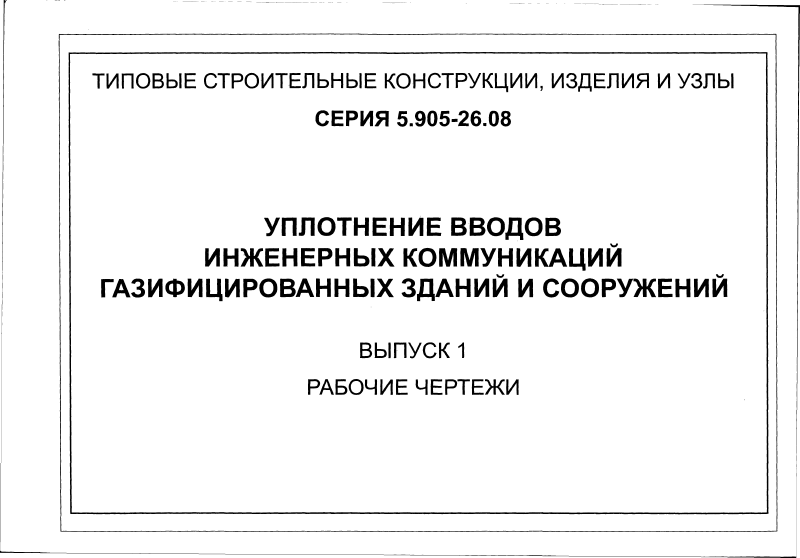 ТИПОВЫЕ СТРОИТЕЛЬНЫЕ КОНСТРУКЦИИ, ИЗДЕЛИЯ И УЗЛЫ
СЕРИЯ 5.905-26.08
УПЛОТНЕНИЕ ВВОДОВ
ИНЖЕНЕРНЫХ КОММУНИКАЦИЙ
ГАЗИФИЦИРОВАННЫХ ЗДАНИЙ И СООРУЖЕНИЙ
ВЫПУСК 1
РАБОЧИЕ ЧЕРТЕЖИ